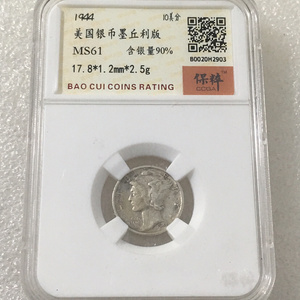 1944 10美分
美国银币墨丘利版
MS61 含银量90%
17.8*1.2mm*2.5g
B0020H2903
保粹
BAO CUI COINS RATING